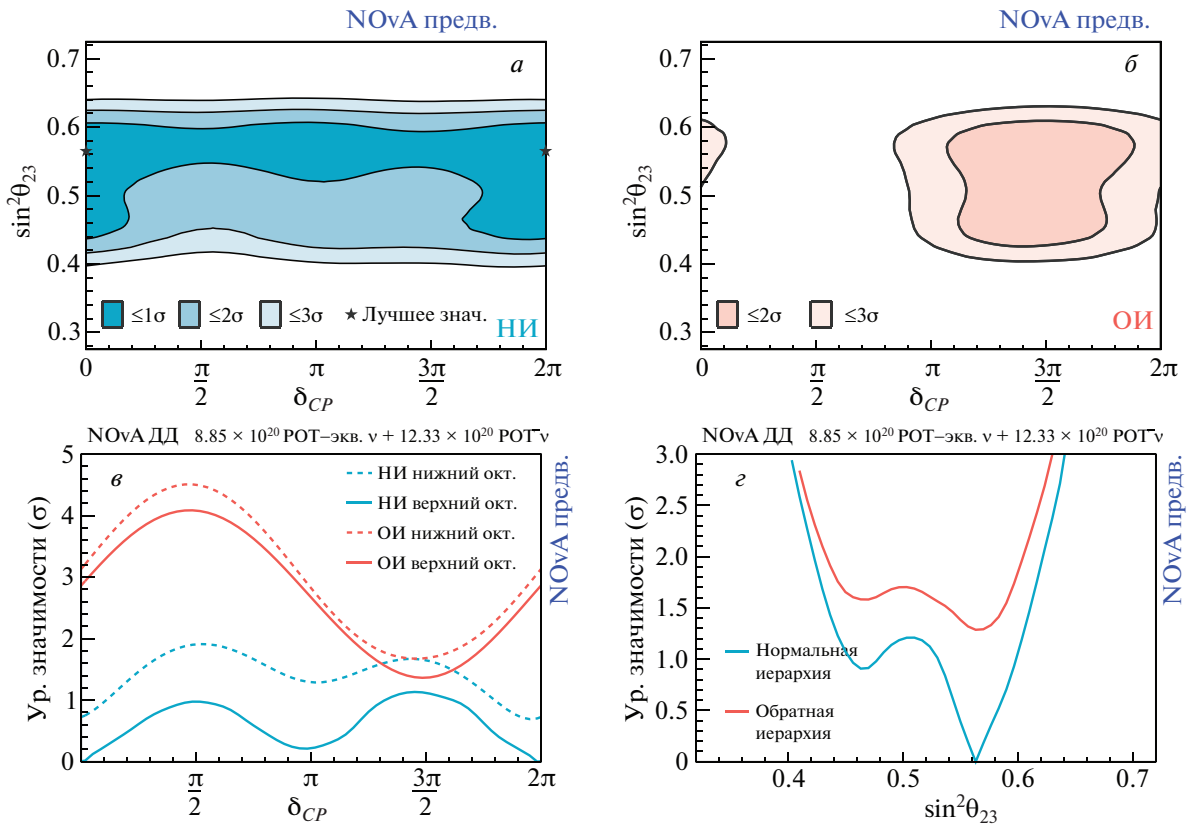 NOvA предв.
а
sin²θ₂₃
0.7
0.6
0.5
0.4
0.3
≤1σ ≤2σ ≤3σ ★ Лучшее знач.
НИ
0 π/2 π 3π/2 2π
δCP
NOvA предв.
б
sin²θ₂₃
0.7
0.6
0.5
0.4
0.3
≤2σ ≤3σ
ОИ
0 π/2 π 3π/2 2π
δCP
NOvA ДД 8.85 × 10²⁰ POT–экв. ν + 12.33 × 10²⁰ POT ν̄
в
НИ нижний окт.
НИ верхний окт.
ОИ нижний окт.
ОИ верхний окт.
Ур. значимости (σ)
5
4
3
2
1
0
π/2 π 3π/2 2π
δCP
NOvA предв.
NOvA ДД 8.85 × 10²⁰ POT–экв. ν + 12.33 × 10²⁰ POT ν̄
г
Ур. значимости (σ)
3.0
2.5
2.0
1.5
1.0
0.5
0
Нормальная
иерархия
Обратная
иерархия
0.4 0.5 0.6 0.7
sin²θ₂₃
NOvA предв.